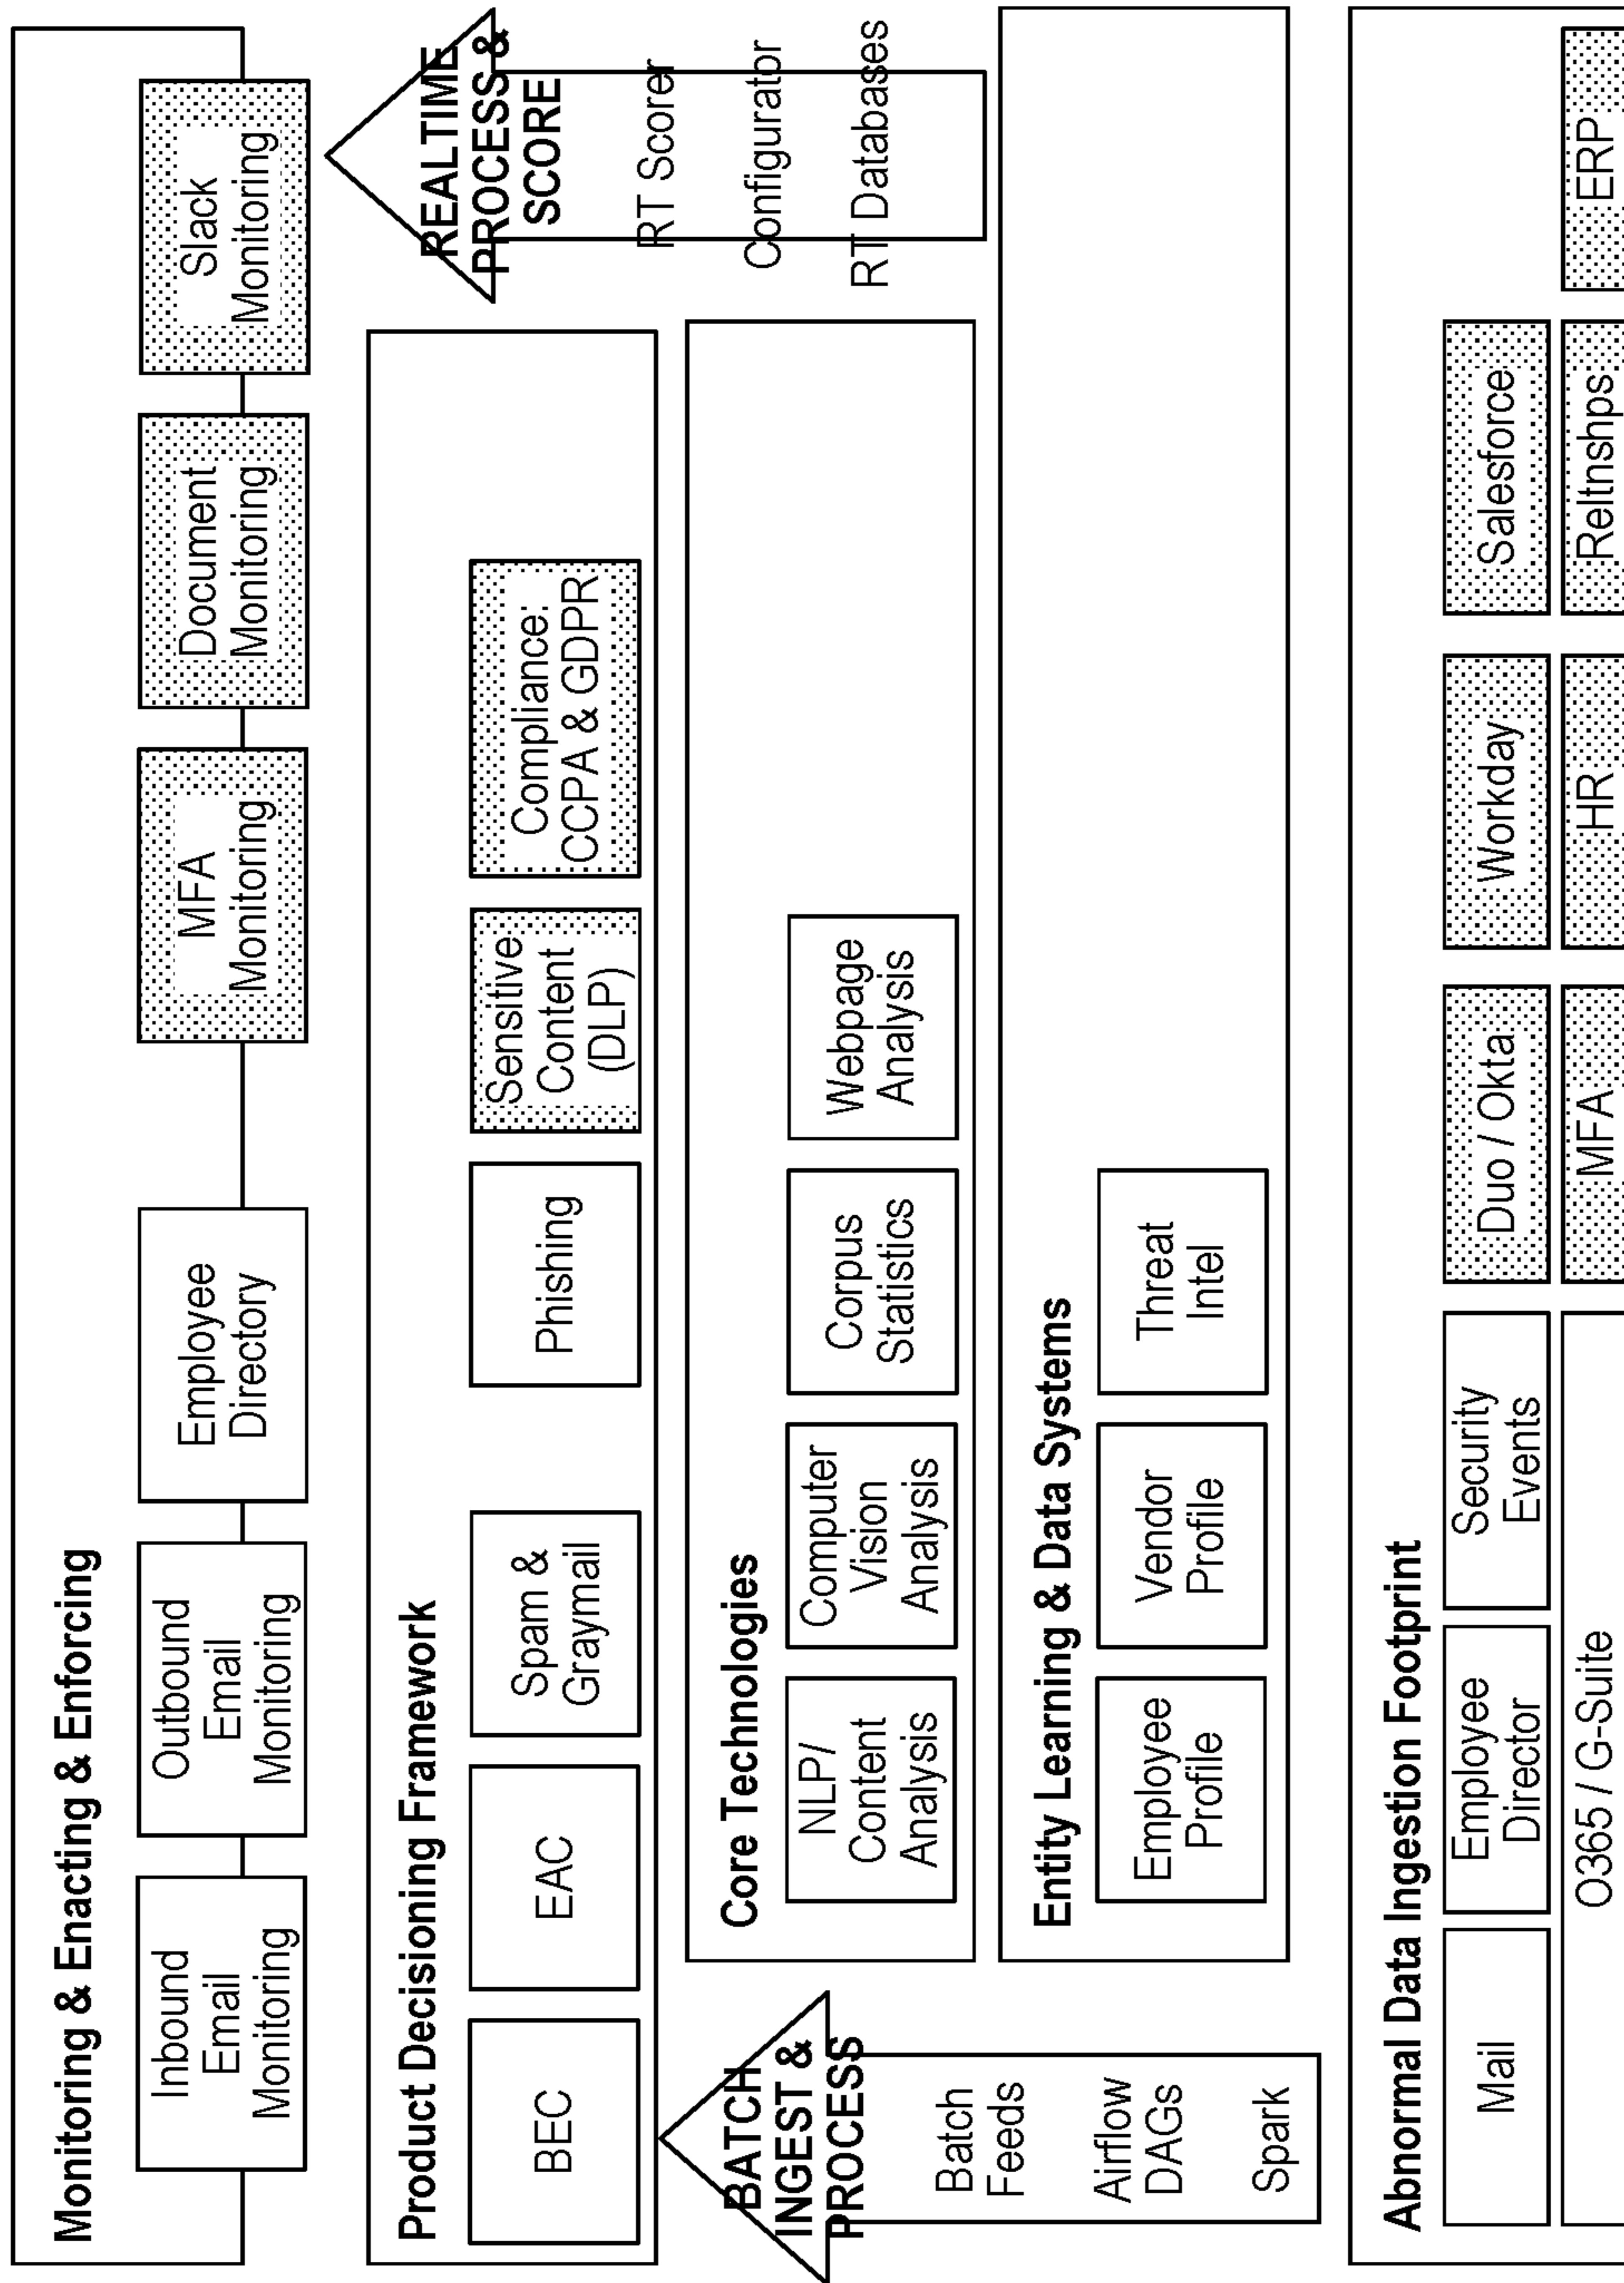 Monitoring & Enacting & Enforcing
Inbound
Email
Monitoring
Outbound
Email
Monitoring
Employee
Directory
MFA
Monitoring
Document
Monitoring
Slack
Monitoring
Product Decisioning Framework
BEC
EAC
Spam &
Graymail
Phishing
Sensitive
Content
(DLP)
Compliance:
CCPA & GDPR
REALTIME
PROCESS &
SCORE
RT Scorer
Configurator
RT Databases
BATCH
INGEST &
PROCESS
Batch
Feeds
Airflow
DAGs
Spark
Core Technologies
NLP/
Content
Analysis
Computer
Vision
Analysis
Corpus
Statistics
Webpage
Analysis
Entity Learning & Data Systems
Employee
Profile
Vendor
Profile
Threat
Intel
Abnormal Data Ingestion Footprint
Mail
Employee
Director
Security
Events
Duo / Okta
Workday
Salesforce
O365 / G-Suite
MFA
HR
Reltnshps
ERP